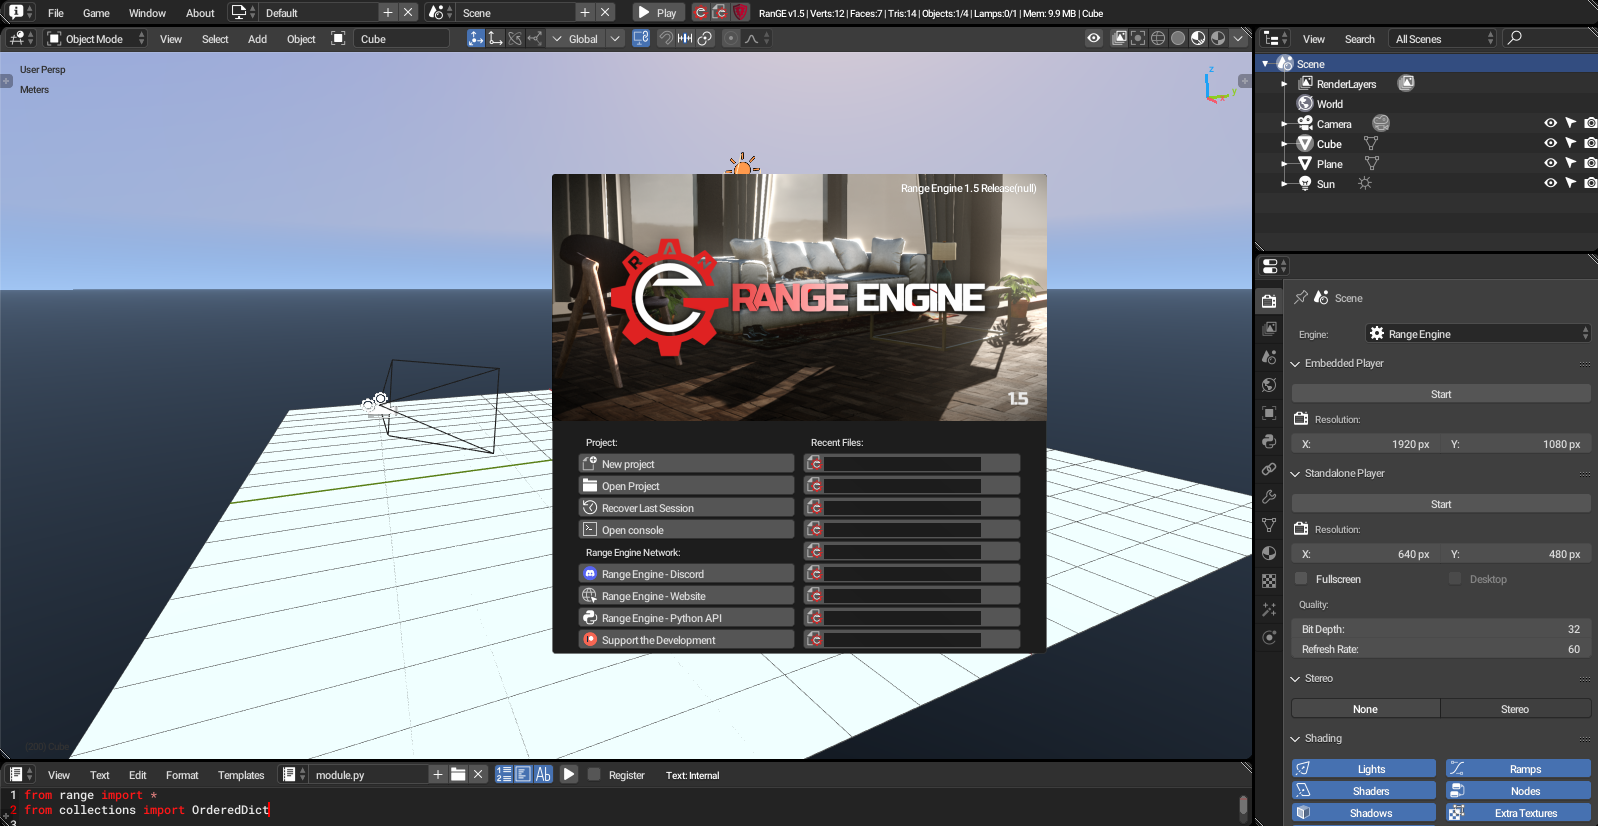 File Game Window About Default Scene Play RanGE v1.5 | Verts:12 | Faces:7 | Tris:14 | Objects:1/4 | Lamps:0/1 | Mem: 9.9 MB | Cube
Object Mode View Select Add Object Cube Global
View Search All Scenes
User Persp
Meters
z
y
x
Scene
RenderLayers
World
Camera
Cube
Plane
Sun
Range Engine 1.5 Release(null)
RAN
RANGE ENGINE
1.5
Project:
New project
Open Project
Recover Last Session
Open console
Range Engine Network:
Range Engine - Discord
Range Engine - Website
Range Engine - Python API
Support the Development
Recent Files:
(200) Cube
Scene
Engine: Range Engine
Embedded Player
Start
Resolution:
X: 1920 px Y: 1080 px
Standalone Player
Start
Resolution:
X: 640 px Y: 480 px
Fullscreen Desktop
Quality:
Bit Depth: 32
Refresh Rate: 60
Stereo
None Stereo
Shading
Lights Ramps
Shaders Nodes
Shadows Extra Textures
View Text Edit Format Templates module.py Register Text: Internal
1 from range import *
2 from collections import OrderedDict
3